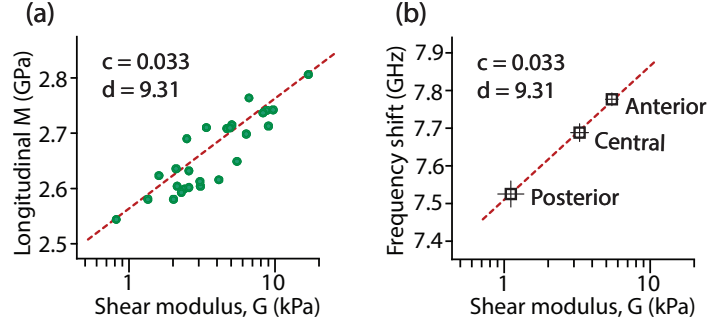 (a)
c = 0.033
d = 9.31
Longitudinal M (GPa)
2.8
2.7
2.6
2.5
1
10
Shear modulus, G (kPa)
(b)
c = 0.033
d = 9.31
Frequency shift (GHz)
7.9
7.8
7.7
7.6
7.5
7.4
Anterior
Central
Posterior
1
10
Shear modulus, G (kPa)